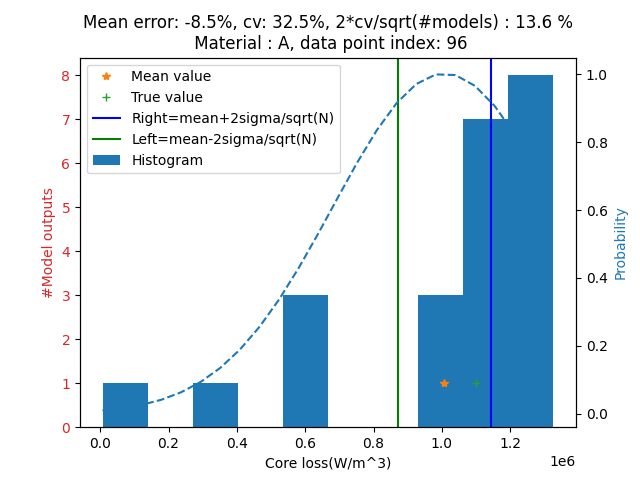 Mean error: -8.5%, cv: 32.5%, 2*cv/sqrt(#models) : 13.6 %
Material : A, data point index: 96
Mean value
True value
Right=mean+2sigma/sqrt(N)
Left=mean-2sigma/sqrt(N)
Histogram
#Model outputs
8
7
6
5
4
3
2
1
0
Probability
1.0
0.8
0.6
0.4
0.2
0.0
0.0 0.2 0.4 0.6 0.8 1.0 1.2
1e6
Core loss(W/m^3)